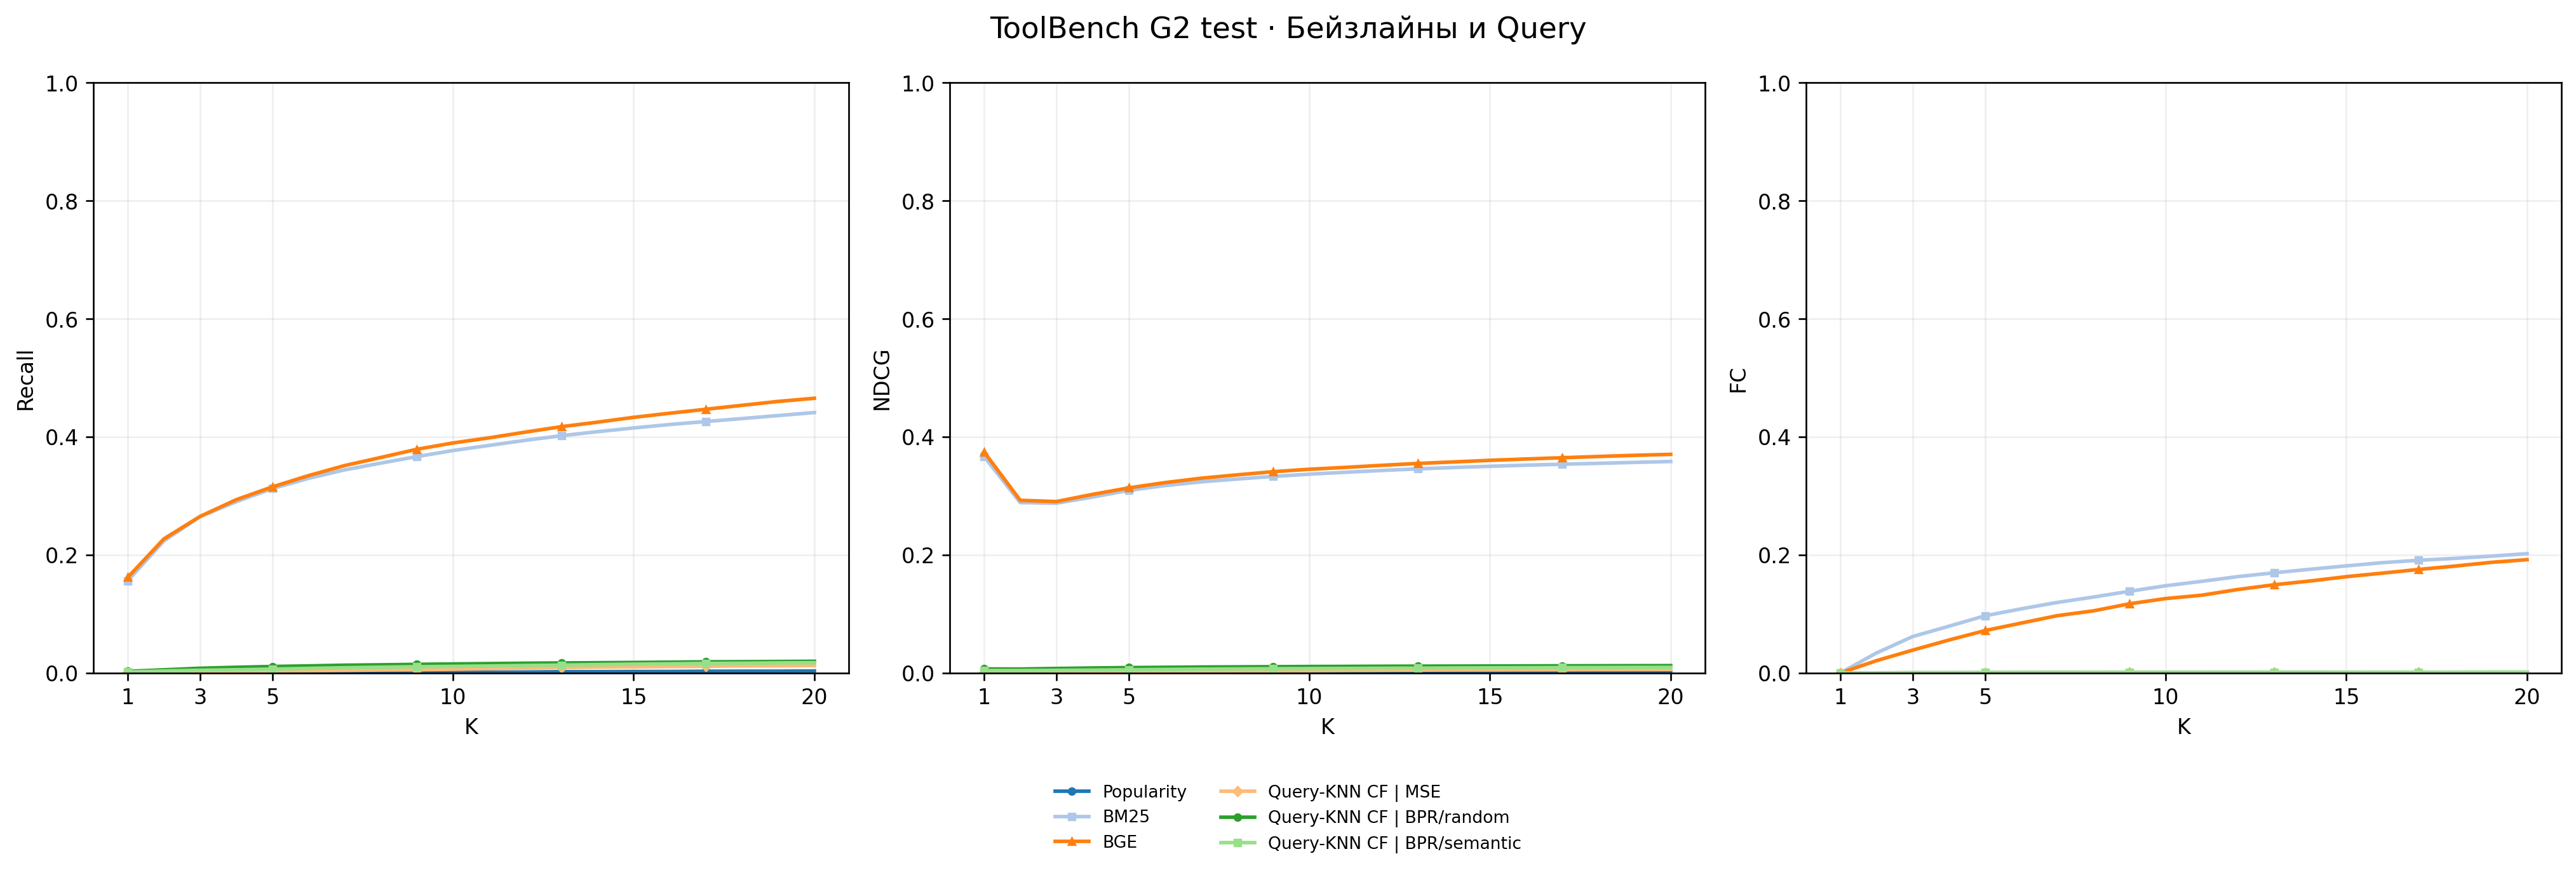 ToolBench G2 test · Бейзлайны и Query
1.0
0.8
0.6
0.4
0.2
0.0
Recall
1 3 5 10 15 20
K
1.0
0.8
0.6
0.4
0.2
0.0
NDCG
1 3 5 10 15 20
K
1.0
0.8
0.6
0.4
0.2
0.0
FC
1 3 5 10 15 20
K
Popularity
BM25
BGE
Query-KNN CF | MSE
Query-KNN CF | BPR/random
Query-KNN CF | BPR/semantic